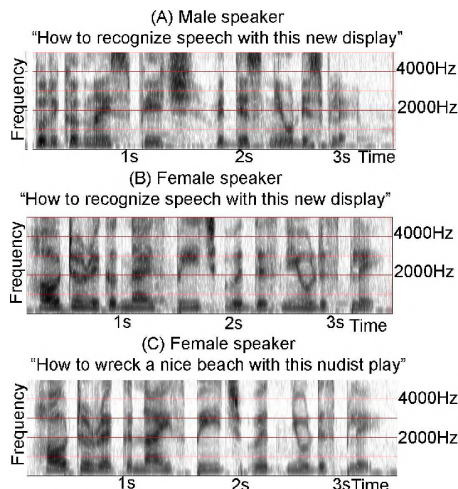 (A) Male speaker
“How to recognize speech with this new display”
Frequency
4000Hz
2000Hz
1s
2s
3s Time
(B) Female speaker
“How to recognize speech with this new display”
Frequency
4000Hz
2000Hz
1s
2s
3s Time
(C) Female speaker
“How to wreck a nice beach with this nudist play”
Frequency
4000Hz
2000Hz
1s
2s
3sTime